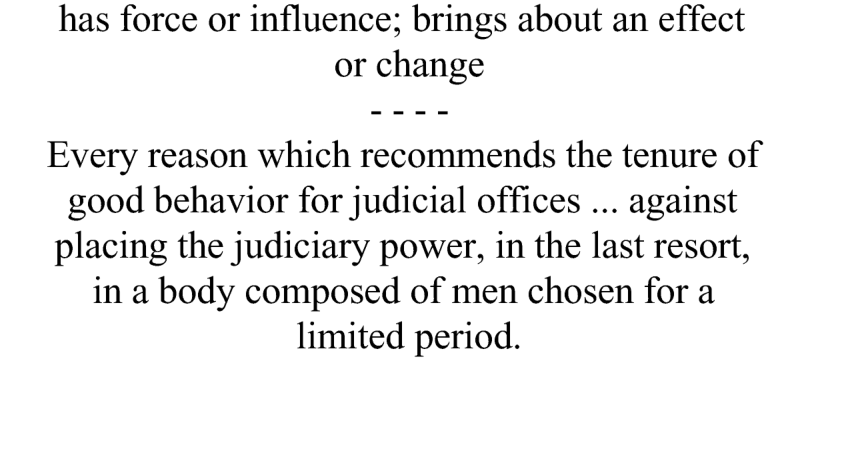 has force or influence; brings about an effect
or change
- - - -
Every reason which recommends the tenure of
good behavior for judicial offices ... against
placing the judiciary power, in the last resort,
in a body composed of men chosen for a
limited period.